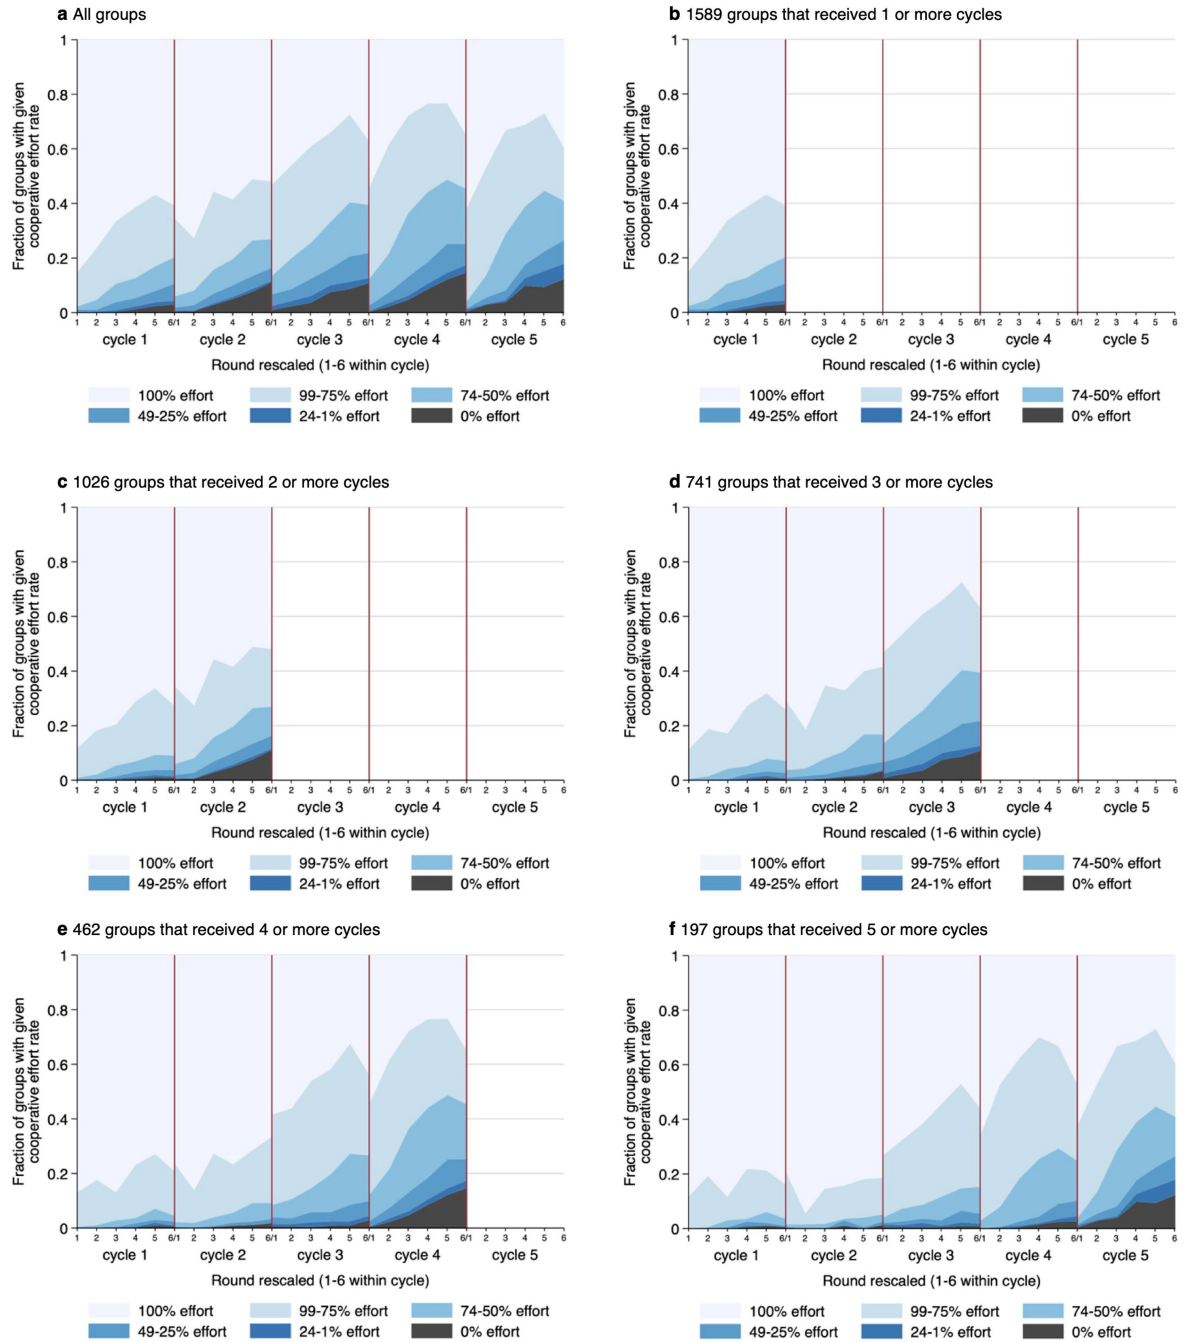 a All groups
Fraction of groups with given
cooperative effort rate
1
0.8
0.6
0.4
0.2
0
1 2 3 4 5 6/1 2 3 4 5 6/1 2 3 4 5 6/1 2 3 4 5 6/1 2 3 4 5 6
cycle 1 cycle 2 cycle 3 cycle 4 cycle 5
Round rescaled (1-6 within cycle)
100% effort 99-75% effort 74-50% effort
49-25% effort 24-1% effort 0% effort
b 1589 groups that received 1 or more cycles
Fraction of groups with given
cooperative effort rate
1
0.8
0.6
0.4
0.2
0
1 2 3 4 5 6/1 2 3 4 5 6/1 2 3 4 5 6/1 2 3 4 5 6/1 2 3 4 5 6
cycle 1 cycle 2 cycle 3 cycle 4 cycle 5
Round rescaled (1-6 within cycle)
100% effort 99-75% effort 74-50% effort
49-25% effort 24-1% effort 0% effort
c 1026 groups that received 2 or more cycles
Fraction of groups with given
cooperative effort rate
1
0.8
0.6
0.4
0.2
0
1 2 3 4 5 6/1 2 3 4 5 6/1 2 3 4 5 6/1 2 3 4 5 6/1 2 3 4 5 6
cycle 1 cycle 2 cycle 3 cycle 4 cycle 5
Round rescaled (1-6 within cycle)
100% effort 99-75% effort 74-50% effort
49-25% effort 24-1% effort 0% effort
d 741 groups that received 3 or more cycles
Fraction of groups with given
cooperative effort rate
1
0.8
0.6
0.4
0.2
0
1 2 3 4 5 6/1 2 3 4 5 6/1 2 3 4 5 6/1 2 3 4 5 6/1 2 3 4 5 6
cycle 1 cycle 2 cycle 3 cycle 4 cycle 5
Round rescaled (1-6 within cycle)
100% effort 99-75% effort 74-50% effort
49-25% effort 24-1% effort 0% effort
e 462 groups that received 4 or more cycles
Fraction of groups with given
cooperative effort rate
1
0.8
0.6
0.4
0.2
0
1 2 3 4 5 6/1 2 3 4 5 6/1 2 3 4 5 6/1 2 3 4 5 6/1 2 3 4 5 6
cycle 1 cycle 2 cycle 3 cycle 4 cycle 5
Round rescaled (1-6 within cycle)
100% effort 99-75% effort 74-50% effort
49-25% effort 24-1% effort 0% effort
f 197 groups that received 5 or more cycles
Fraction of groups with given
cooperative effort rate
1
0.8
0.6
0.4
0.2
0
1 2 3 4 5 6/1 2 3 4 5 6/1 2 3 4 5 6/1 2 3 4 5 6/1 2 3 4 5 6
cycle 1 cycle 2 cycle 3 cycle 4 cycle 5
Round rescaled (1-6 within cycle)
100% effort 99-75% effort 74-50% effort
49-25% effort 24-1% effort 0% effort